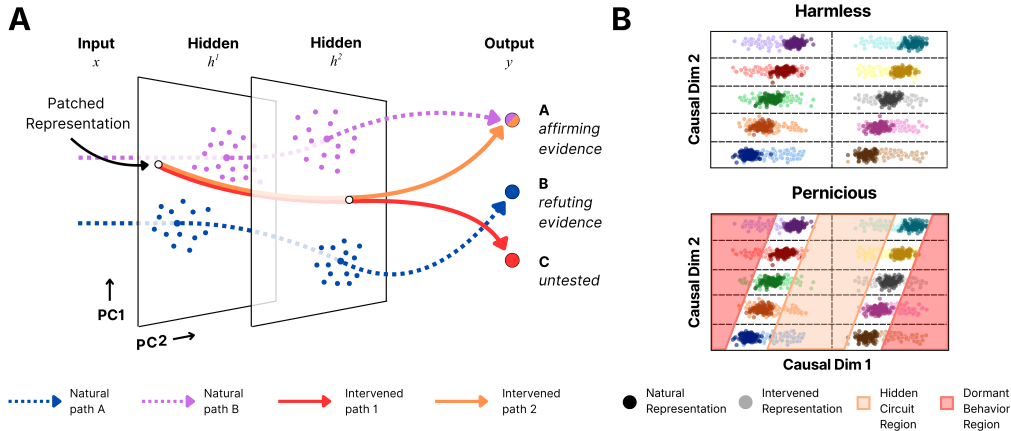 A
Input
x
Hidden
h¹
Hidden
h²
Output
y
Patched
Representation
A
affirming
evidence
B
refuting
evidence
C
untested
PC1
PC2
Natural
path A
Natural
path B
Intervened
path 1
Intervened
path 2
B
Harmless
Causal Dim 2
Pernicious
Causal Dim 2
Causal Dim 1
Natural
Representation
Intervened
Representation
Hidden
Circuit
Region
Dormant
Behavior
Region